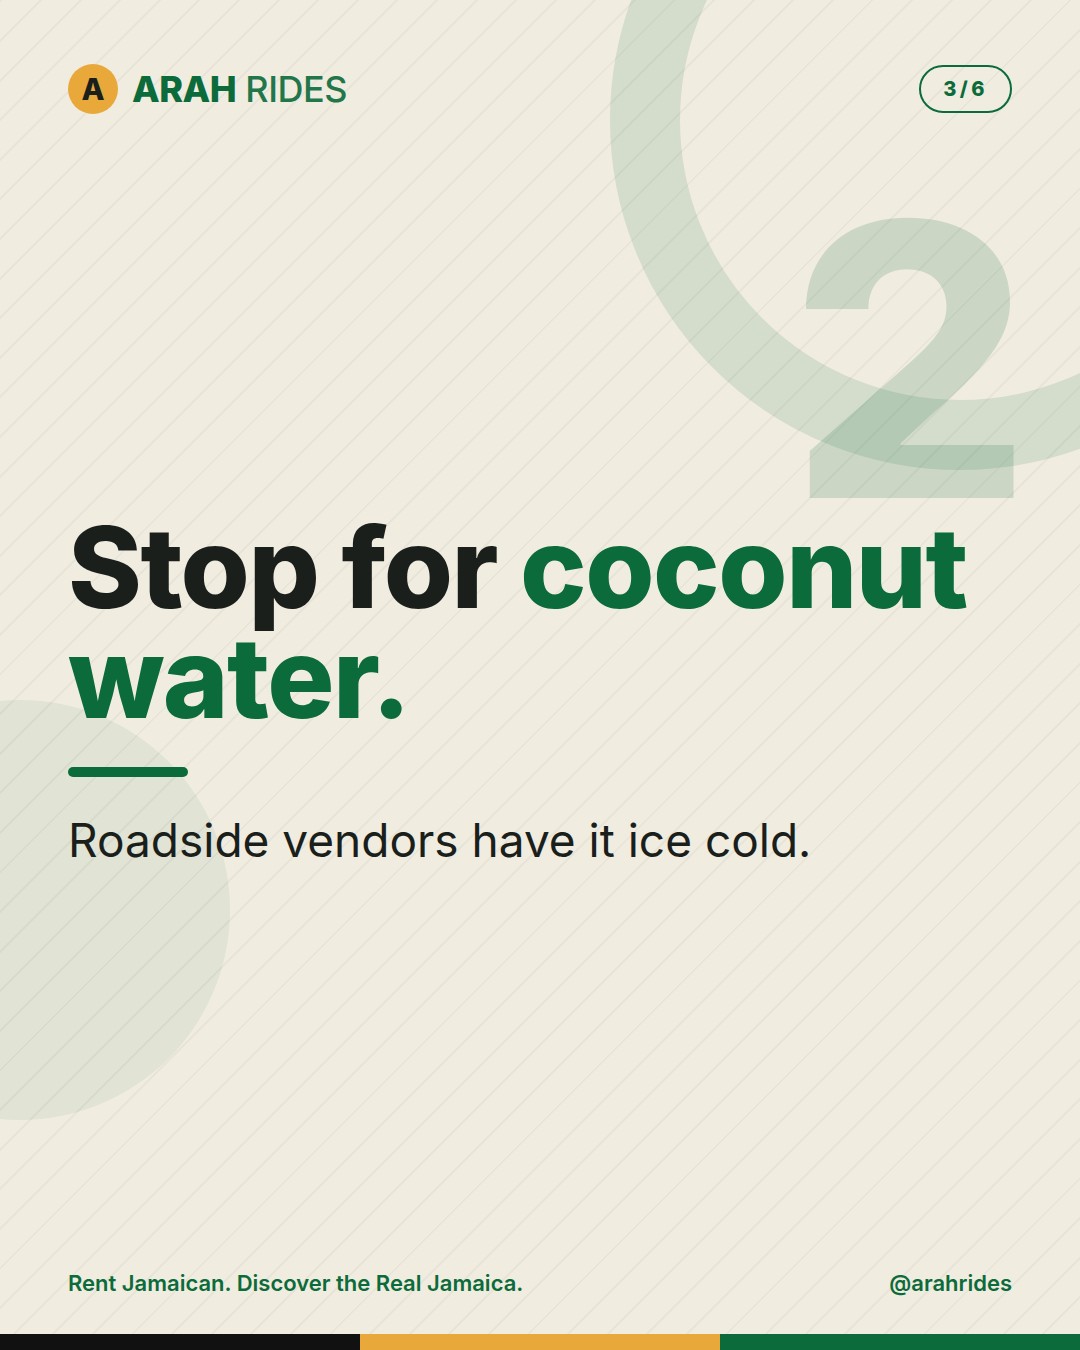 A ARAH RIDES
3/6
2
Stop for coconut
water.
Roadside vendors have it ice cold.
Rent Jamaican. Discover the Real Jamaica.
@arahrides